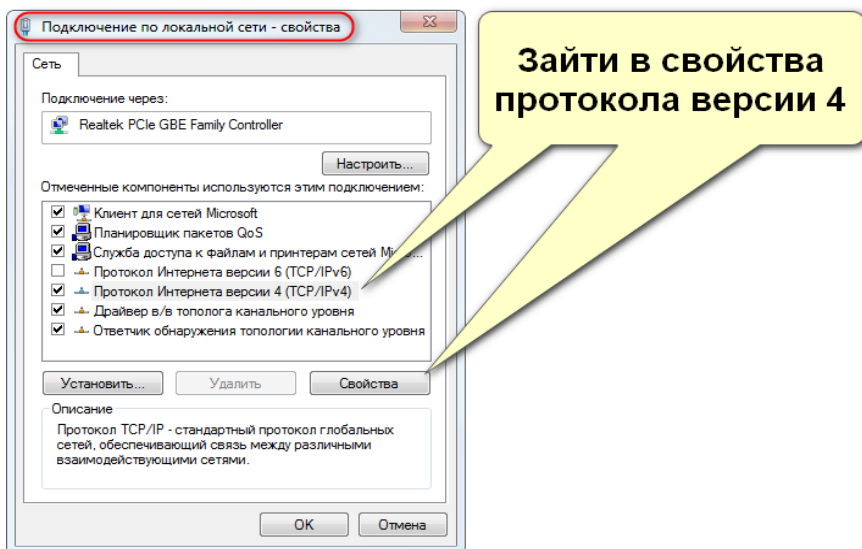 Подключение по локальной сети - свойства
Зайти в свойства
протокола версии 4
Сеть
Подключение через:
Realtek PCIe GBE Family Controller
Настроить...
Отмеченные компоненты используются этим подключением:
Клиент для сетей Microsoft
Планировщик пакетов QoS
Служба доступа к файлам и принтерам сетей Micro...
Протокол Интернета версии 6 (TCP/IPv6)
Протокол Интернета версии 4 (TCP/IPv4)
Драйвер в/в тополога канального уровня
Ответчик обнаружения топологии канального уровня
Установить...
Удалить
Свойства
Описание
Протокол TCP/IP - стандартный протокол глобальных
сетей, обеспечивающий связь между различными
взаимодействующими сетями.
OK
Отмена